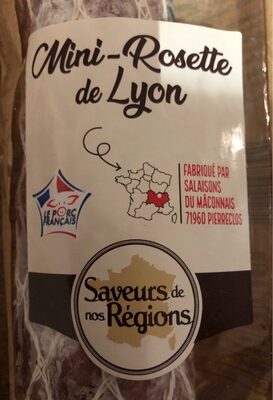 Mini-Rosette
de Lyon
LE PORC
FRANÇAIS
FABRIQUÉ PAR
SALAISONS
DU MÂCONNAIS
71960 PIERRECLOS
Saveurs de
nos Régions